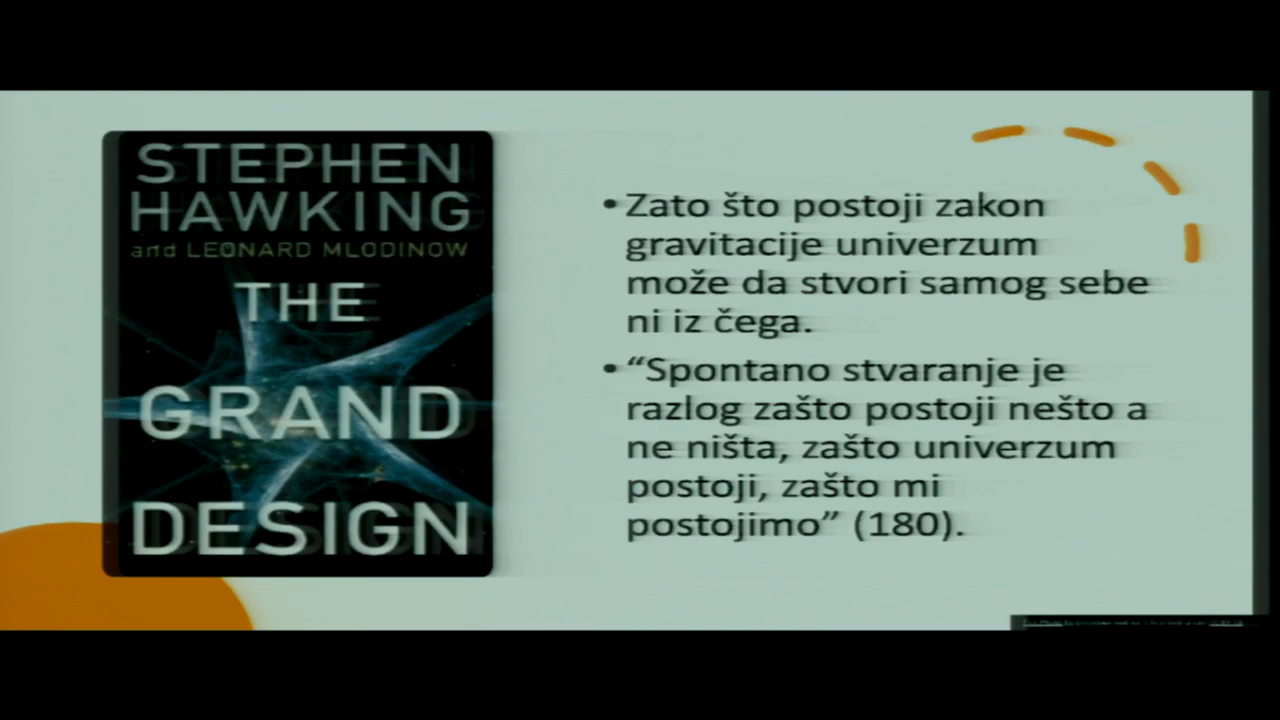 STEPHEN
HAWKING
and LEONARD MLODINOW
THE
GRAND
DESIGN
• Zato što postoji zakon
gravitacije univerzum
može da stvori samog sebe
ni iz čega.
• “Spontano stvaranje je
razlog zašto postoji nešto a
ne ništa, zašto univerzum
postoji, zašto mi
postojimo” (180).